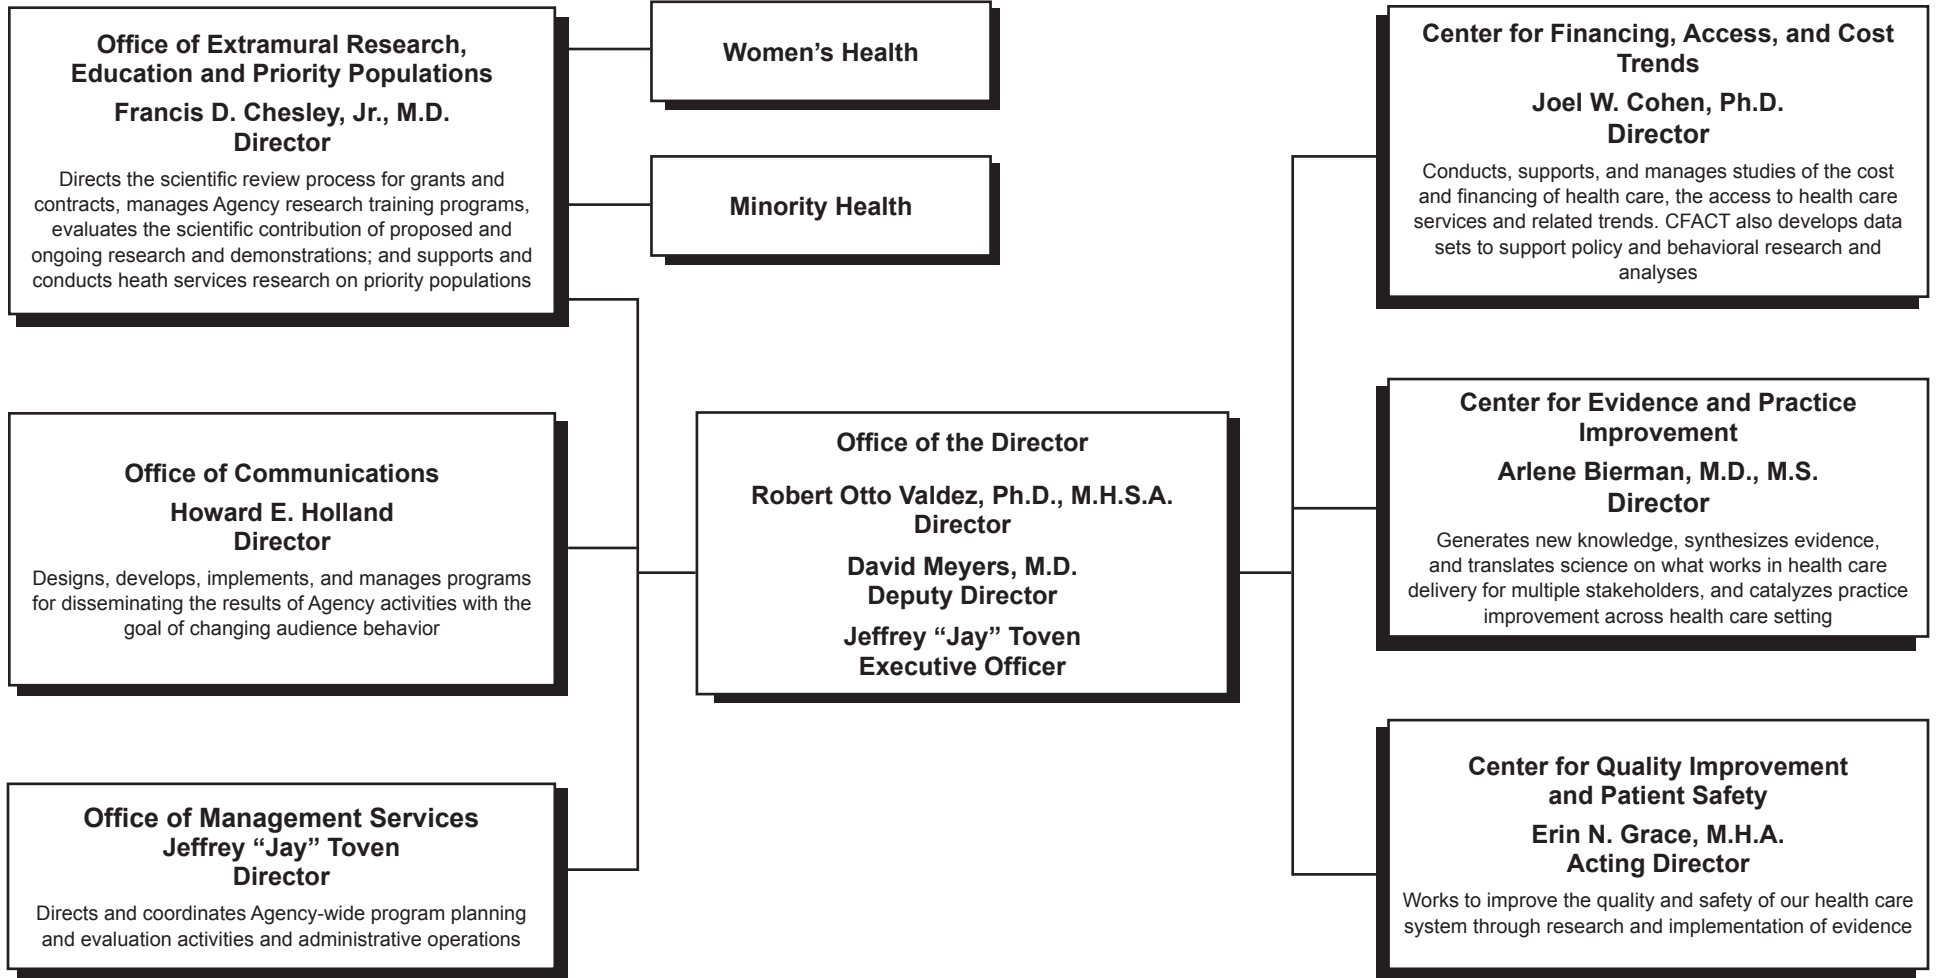 Office of Extramural Research,
Education and Priority Populations
Francis D. Chesley, Jr., M.D.
Director
Directs the scientific review process for grants and
contracts, manages Agency research training programs,
evaluates the scientific contribution of proposed and
ongoing research and demonstrations; and supports and
conducts heath services research on priority populations
Women's Health
Minority Health
Office of Communications
Howard E. Holland
Director
Designs, develops, implements, and manages programs
for disseminating the results of Agency activities with the
goal of changing audience behavior
Office of Management Services
Jeffrey “Jay” Toven
Director
Directs and coordinates Agency-wide program planning
and evaluation activities and administrative operations
Office of the Director
Robert Otto Valdez, Ph.D., M.H.S.A.
Director
David Meyers, M.D.
Deputy Director
Jeffrey “Jay” Toven
Executive Officer
Center for Financing, Access, and Cost
Trends
Joel W. Cohen, Ph.D.
Director
Conducts, supports, and manages studies of the cost
and financing of health care, the access to health care
services and related trends. CFACT also develops data
sets to support policy and behavioral research and
analyses
Center for Evidence and Practice
Improvement
Arlene Bierman, M.D., M.S.
Director
Generates new knowledge, synthesizes evidence,
and translates science on what works in health care
delivery for multiple stakeholders, and catalyzes practice
improvement across health care setting
Center for Quality Improvement
and Patient Safety
Erin N. Grace, M.H.A.
Acting Director
Works to improve the quality and safety of our health care
system through research and implementation of evidence